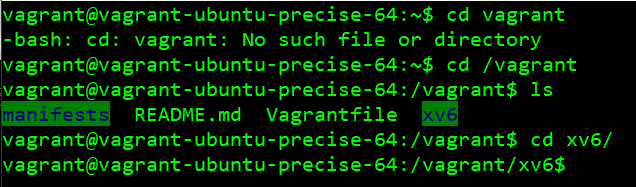 vagrant@vagrant-ubuntu-precise-64:~$ cd vagrant
-bash: cd: vagrant: No such file or directory
vagrant@vagrant-ubuntu-precise-64:~$ cd /vagrant
vagrant@vagrant-ubuntu-precise-64:/vagrant$ ls
manifests  README.md  Vagrantfile  xv6
vagrant@vagrant-ubuntu-precise-64:/vagrant$ cd xv6/
vagrant@vagrant-ubuntu-precise-64:/vagrant/xv6$